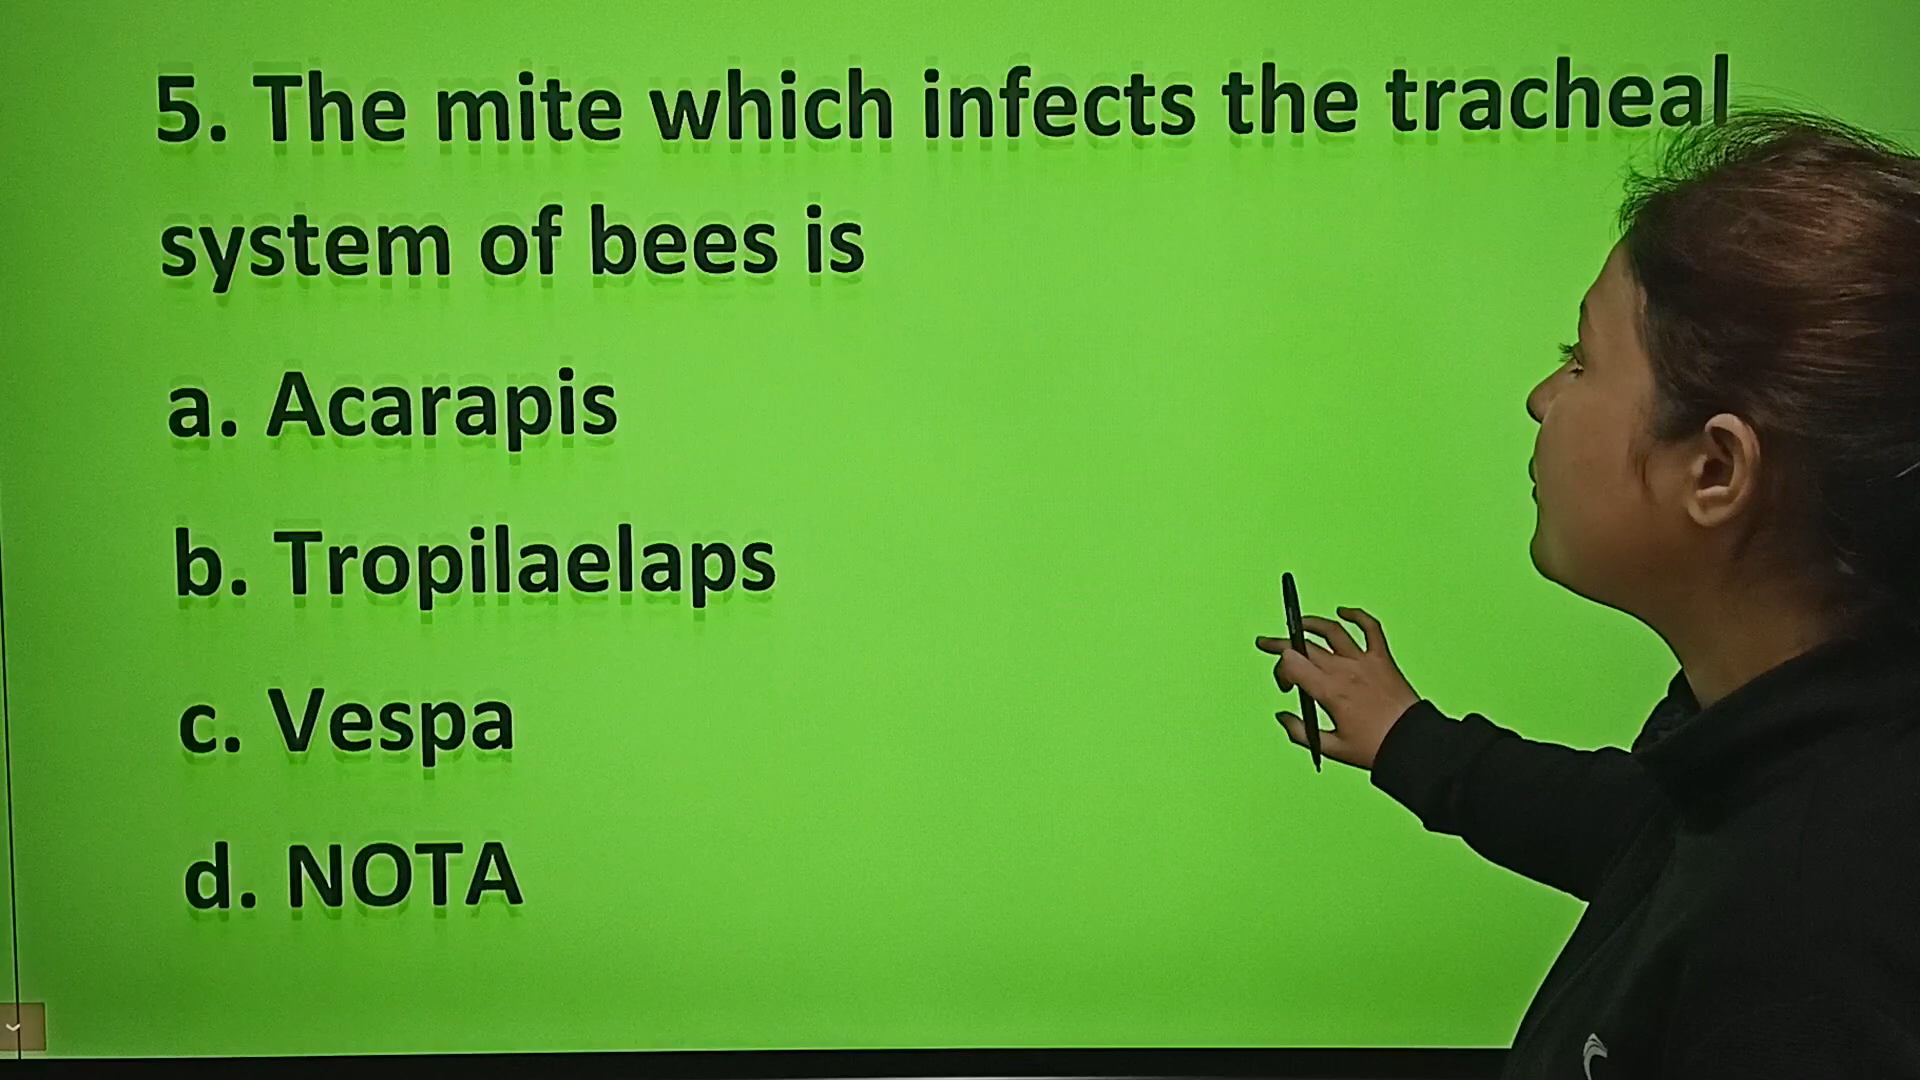 5. The mite which infects the tracheal
system of bees is
a. Acarapis
b. Tropilaelaps
c. Vespa
d. NOTA